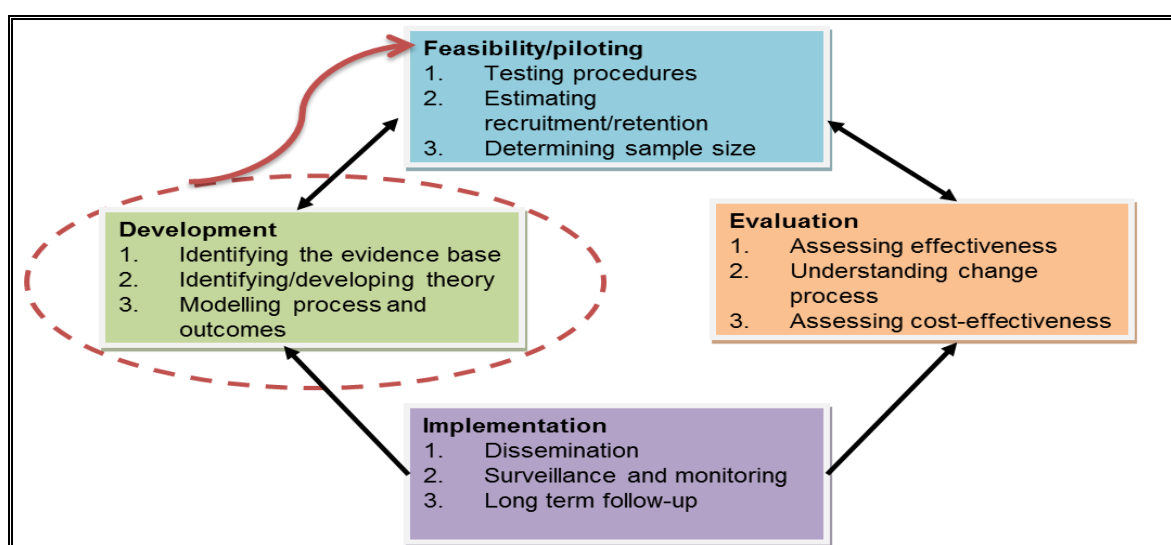 Feasibility/piloting
1. Testing procedures
2. Estimating
recruitment/retention
3. Determining sample size
Development
1. Identifying the evidence base
2. Identifying/developing theory
3. Modelling process and
outcomes
Evaluation
1. Assessing effectiveness
2. Understanding change
process
3. Assessing cost-effectiveness
Implementation
1. Dissemination
2. Surveillance and monitoring
3. Long term follow-up